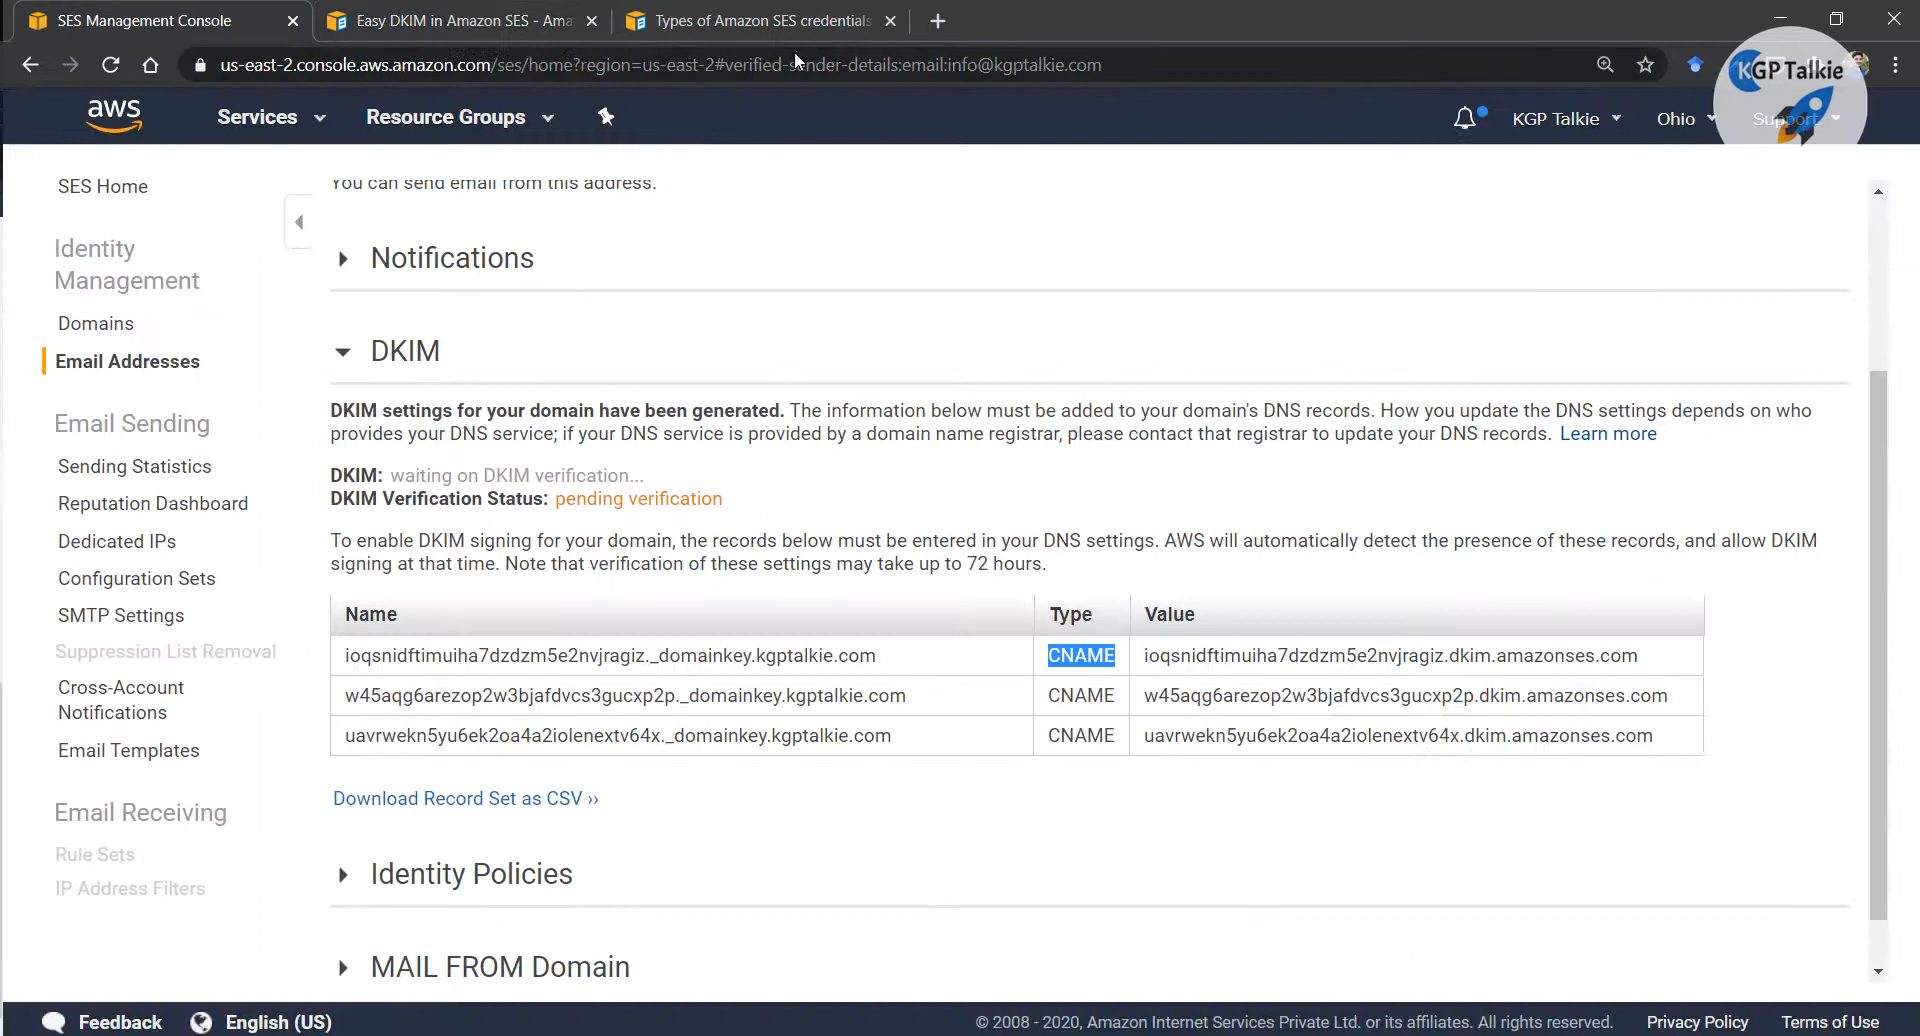 SES Management Console
Easy DKIM in Amazon SES - Ama
Types of Amazon SES credentials
us-east-2.console.aws.amazon.com/ses/home?region=us-east-2#verified-sender-details:email:info@kgptalkie.com
KGPTalkie
aws
Services
Resource Groups
KGP Talkie
Ohio
Support
SES Home
Identity
Management
Domains
Email Addresses
Email Sending
Sending Statistics
Reputation Dashboard
Dedicated IPs
Configuration Sets
SMTP Settings
Suppression List Removal
Cross-Account
Notifications
Email Templates
Email Receiving
Rule Sets
IP Address Filters
You can send email from this address.
Notifications
DKIM
DKIM settings for your domain have been generated. The information below must be added to your domain's DNS records. How you update the DNS settings depends on who
provides your DNS service; if your DNS service is provided by a domain name registrar, please contact that registrar to update your DNS records. Learn more
DKIM: waiting on DKIM verification...
DKIM Verification Status: pending verification
To enable DKIM signing for your domain, the records below must be entered in your DNS settings. AWS will automatically detect the presence of these records, and allow DKIM
signing at that time. Note that verification of these settings may take up to 72 hours.
Name Type Value
ioqsnidftimuiha7dzdzm5e2nvjragiz._domainkey.kgptalkie.com CNAME ioqsnidftimuiha7dzdzm5e2nvjragiz.dkim.amazonses.com
w45aqg6arezop2w3bjafdvcs3gucxp2p._domainkey.kgptalkie.com CNAME w45aqg6arezop2w3bjafdvcs3gucxp2p.dkim.amazonses.com
uavrwekn5yu6ek2oa4a2iolenextv64x._domainkey.kgptalkie.com CNAME uavrwekn5yu6ek2oa4a2iolenextv64x.dkim.amazonses.com
Download Record Set as CSV ››
Identity Policies
MAIL FROM Domain
Feedback
English (US)
© 2008 - 2020, Amazon Internet Services Private Ltd. or its affiliates. All rights reserved.
Privacy Policy
Terms of Use